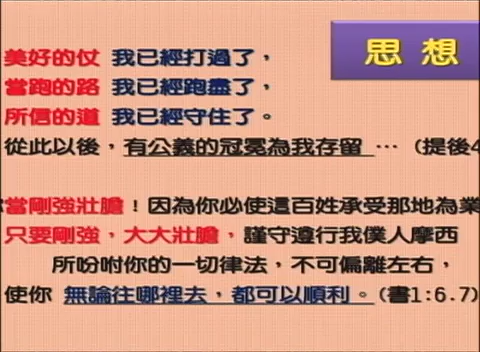 思想
美好的仗 我已經打過了，
當跑的路 我已經跑盡了，
所信的道 我已經守住了。
從此以後，有公義的冠冕為我存留 … (提後4
當剛強壯膽！因為你必使這百姓承受那地為業
只要剛強，大大壯膽，謹守遵行我僕人摩西
所吩咐你的一切律法，不可偏離左右，
使你 無論往哪裡去，都可以順利。(書1:6.7)